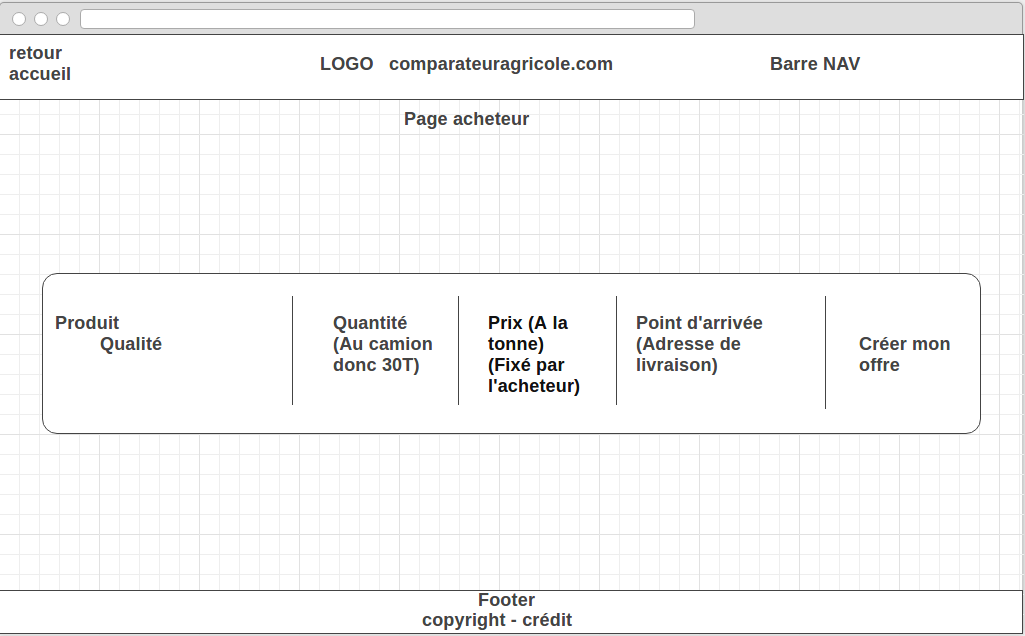 retour
accueil
LOGO comparateuragricole.com
Barre NAV
Page acheteur
Produit
Qualité
Quantité
(Au camion
donc 30T)
Prix (A la
tonne)
(Fixé par
l'acheteur)
Point d'arrivée
(Adresse de
livraison)
Créer mon
offre
Footer
copyright - crédit